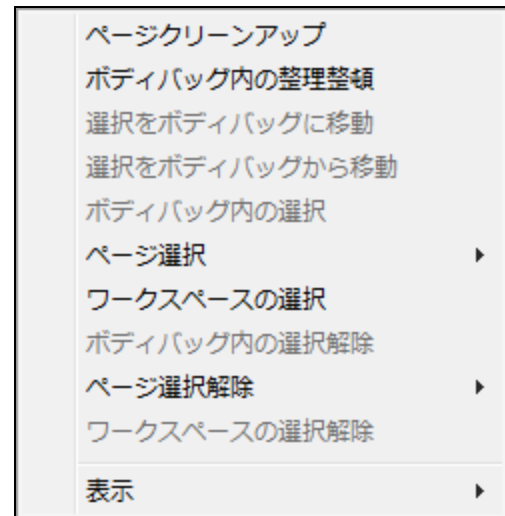 ページクリーンアップ
ボディバッグ内の整理整頓
選択をボディバッグに移動
選択をボディバッグから移動
ボディバッグ内の選択
ページ選択
ワークスペースの選択
ボディバッグ内の選択解除
ページ選択解除
ワークスペースの選択解除
表示